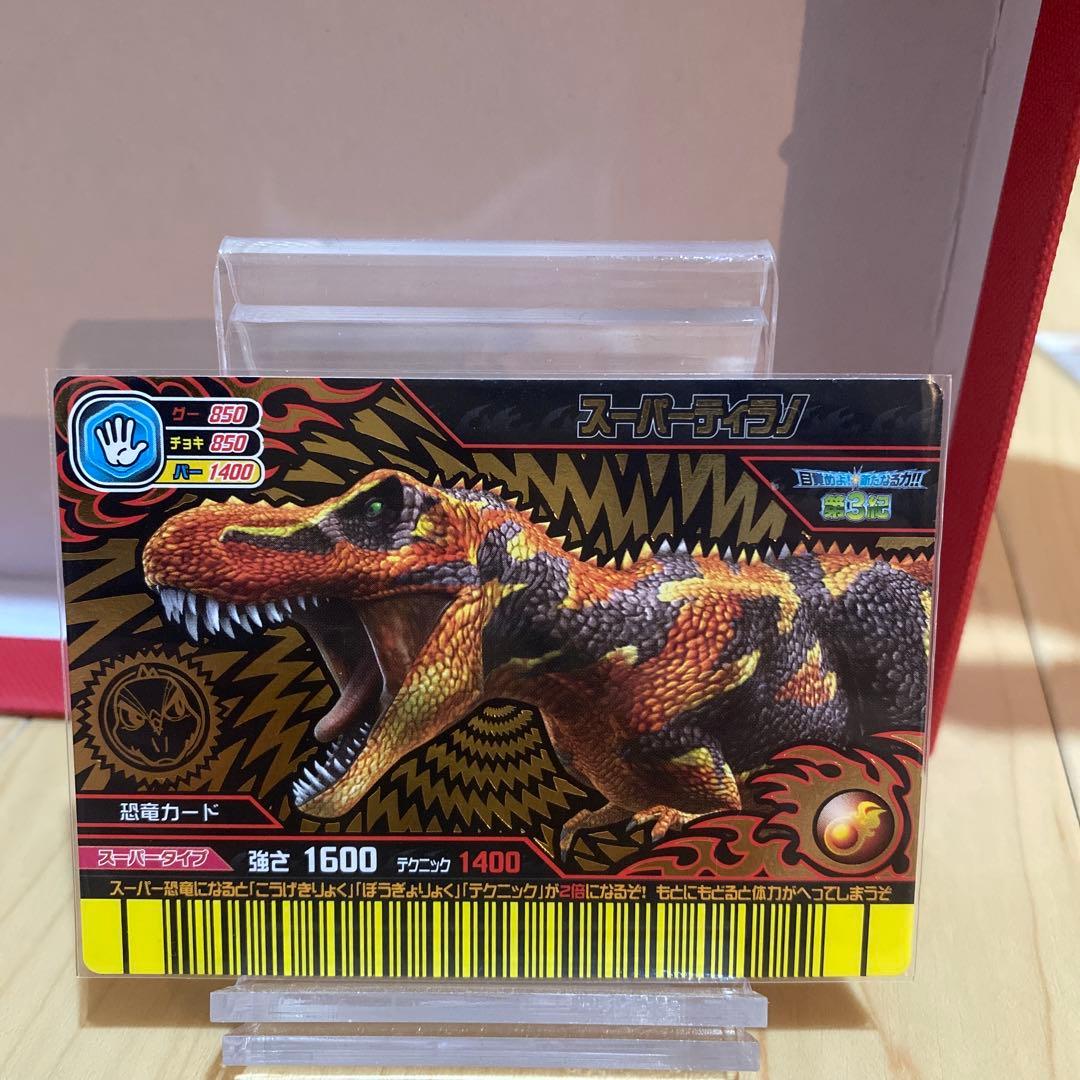 グー 850
チョキ 850
パー 1400
スーパーティラノ
目覚めよ!新たなる力!!
第3紀
恐竜カード
スーパータイプ 強さ 1600 テクニック 1400
スーパー恐竜になると「こうげきりょく」「ぼうぎょりょく」「テクニック」が2倍になるぞ! もとにもどると体力がへってしまうぞ